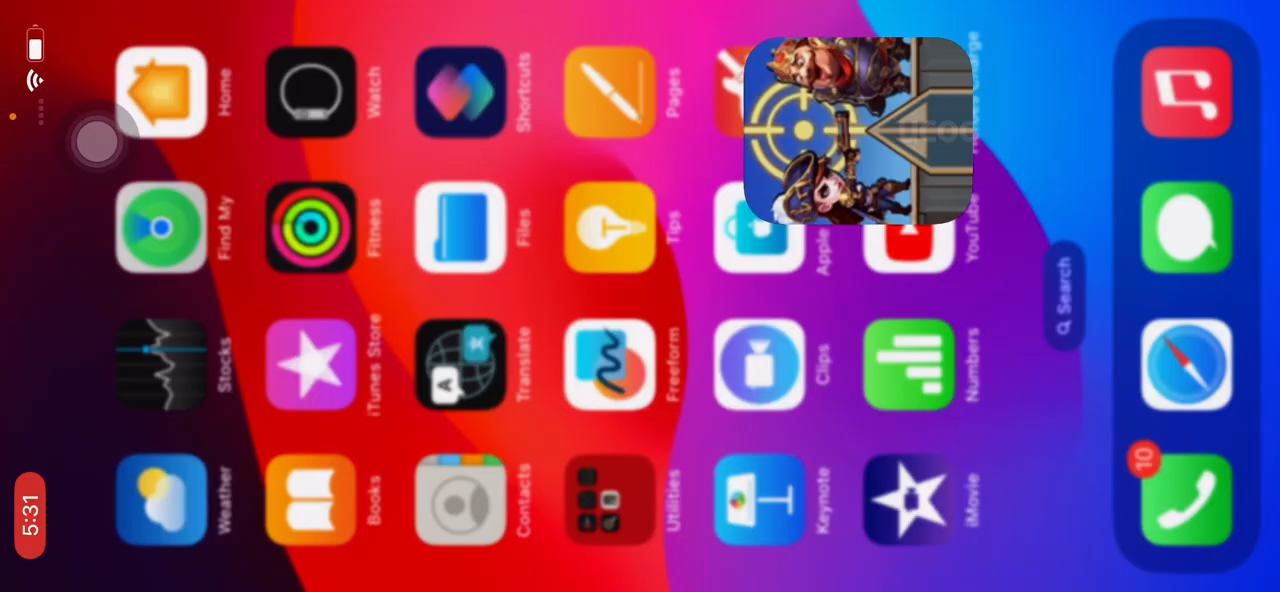 5:31
Weather
Stocks
Find My
Home
Books
iTunes Store
Fitness
Watch
Contacts
Translate
Files
Shortcuts
Utilities
Freeform
Tips
Pages
Keynote
Clips
Apple
iMovie
Numbers
YouTube
Search
10